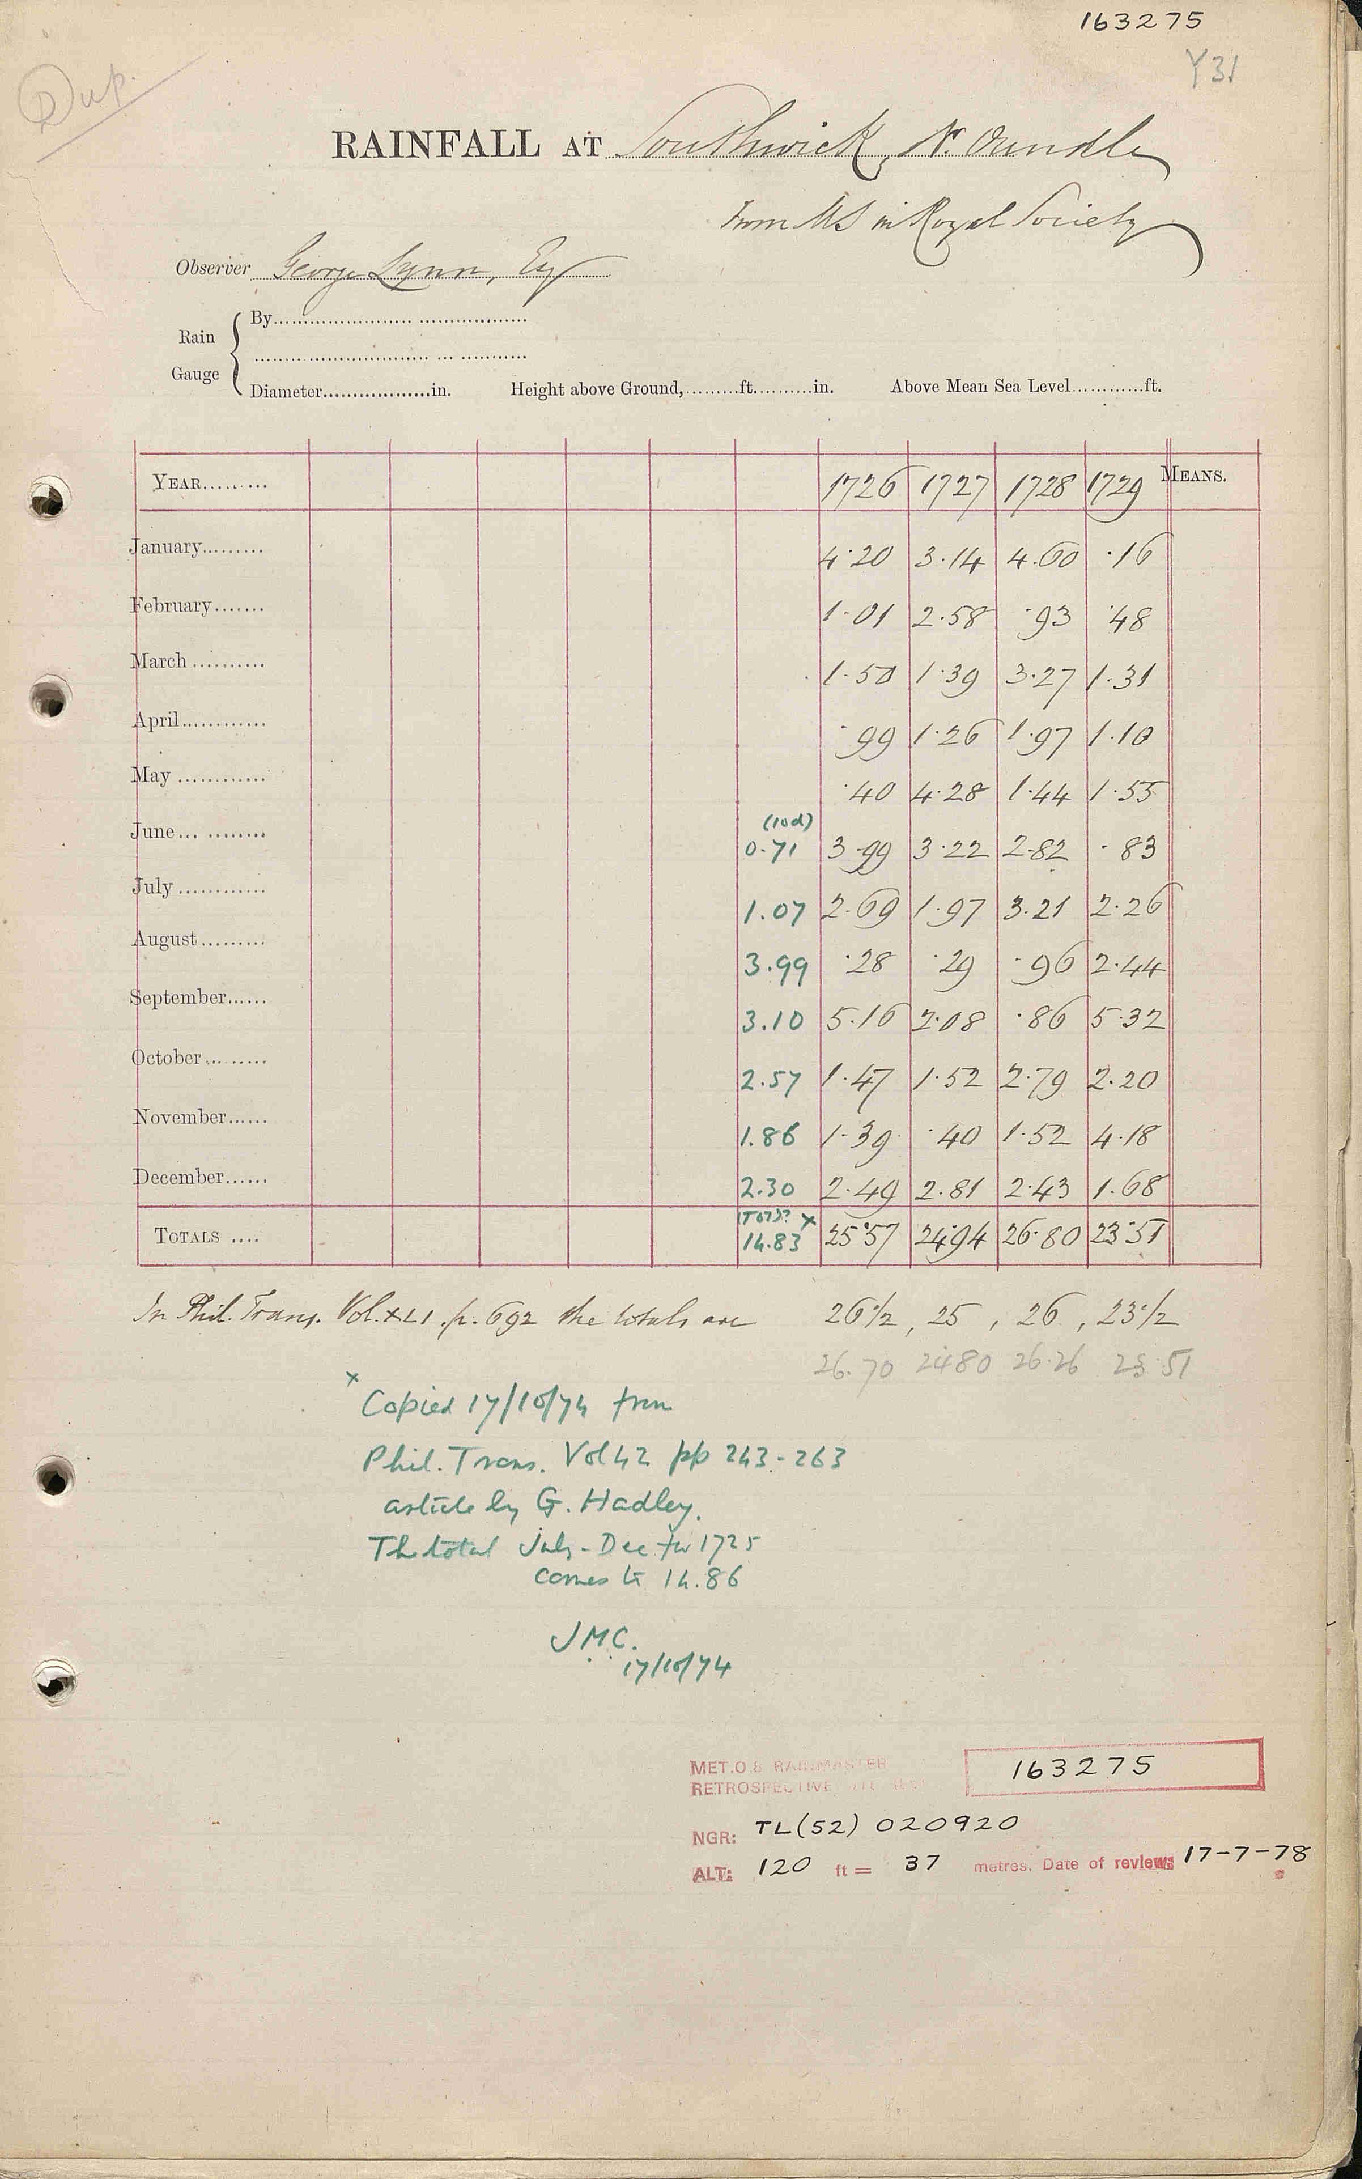 163275
Y31
Dup.
RAINFALL AT Southwick, Nr. Oundle
From MS in Royal Society
Observer George Lynn, Esq
Rain Gauge { By
Diameter in. Height above Ground, ft. in. Above Mean Sea Level ft.
YEAR 1726 1727 1728 1729 MEANS.
January 4.20 3.14 4.60 .16
February 1.01 2.58 .93 .48
March 1.50 1.39 3.27 1.31
April .99 1.26 1.97 1.10
May .40 4.28 1.44 1.55
(10d)
June 0.71 3.99 3.22 2.82 .83
July 1.07 2.69 1.97 3.21 2.26
August 3.99 .28 .29 .96 2.44
September 3.10 5.16 2.08 .86 5.32
October 2.57 1.47 1.52 2.79 2.20
November 1.86 1.39 .40 1.52 4.18
December 2.30 2.49 2.81 2.43 1.68
TOTALS 14.83 x 25.57 24.94 26.80 23.51
In Phil. Trans. Vol. XLI. p. 692 the totals are 26 1/2, 25, 26, 23 1/2
26.70 24.80 26.26 23.51
x Copied 17/10/74 from
Phil. Trans. Vol 42 pp 243-263
article by G. Hadley.
The total July-Dec for 1725
comes to 14.86
JMC.
17/10/74
MET.O.8 RAINMASTER
RETROSPECTIVE
163275
NGR: TL(52) 020920
ALT: 120 ft = 37 metres. Date of review: 17-7-78